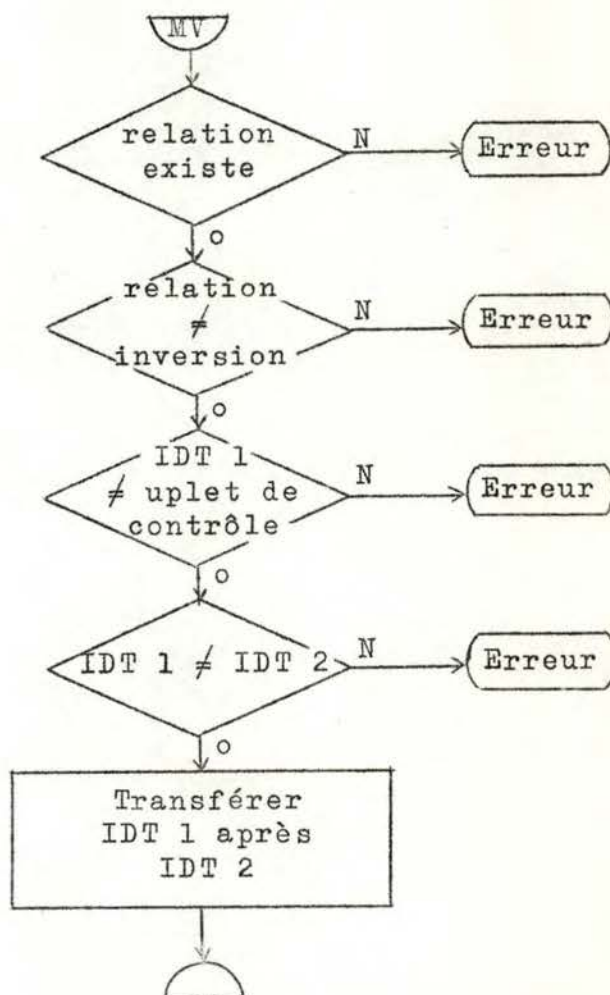 MV
relation
existe
N
Erreur
o
relation
≠
inversion
N
Erreur
o
IDT 1
≠ uplet de
contrôle
N
Erreur
o
IDT 1 ≠ IDT 2
N
Erreur
o
Transférer
IDT 1 après
IDT 2